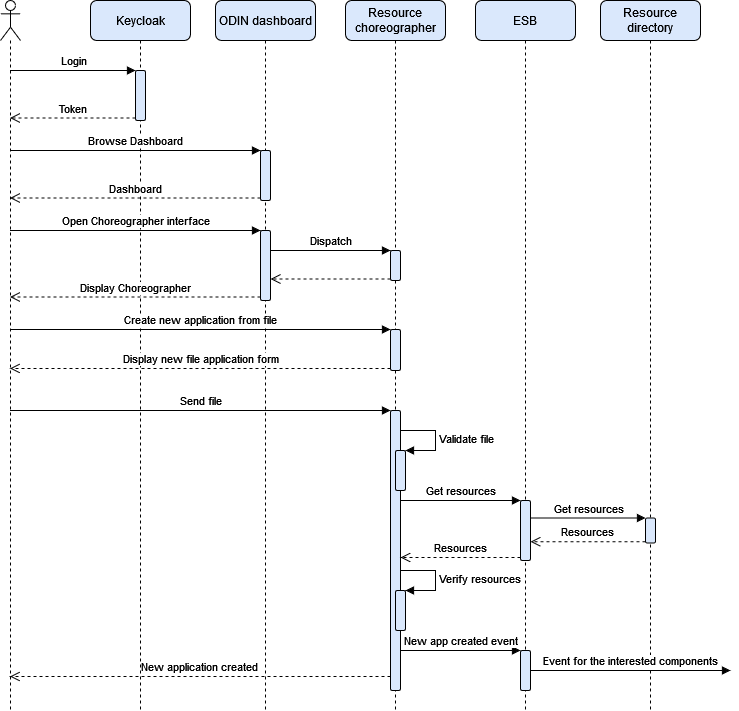 Keycloak
ODIN dashboard
Resource
choreographer
ESB
Resource
directory
Login
Token
Browse Dashboard
Dashboard
Open Choreographer interface
Dispatch
Display Choreographer
Create new application from file
Display new file application form
Send file
Validate file
Get resources
Get resources
Resources
Resources
Verify resources
New app created event
Event for the interested components
New application created